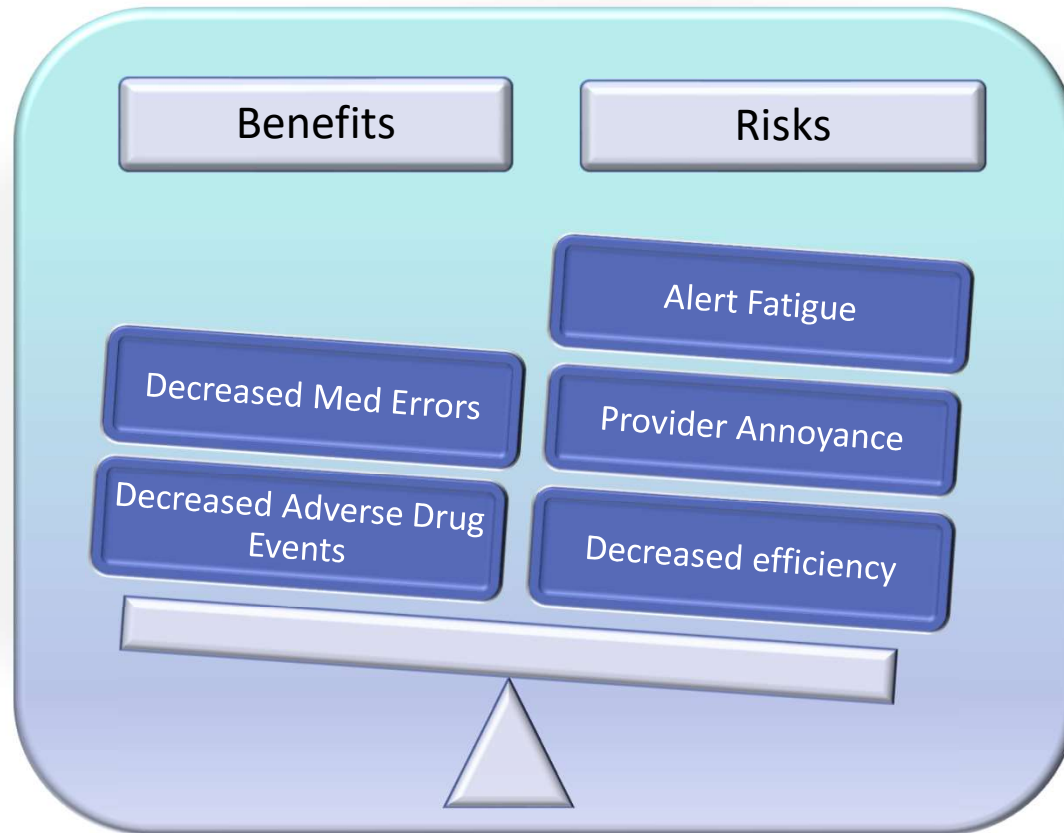 Benefits
Risks
Decreased Med Errors
Decreased Adverse Drug
Events
Alert Fatigue
Provider Annoyance
Decreased efficiency